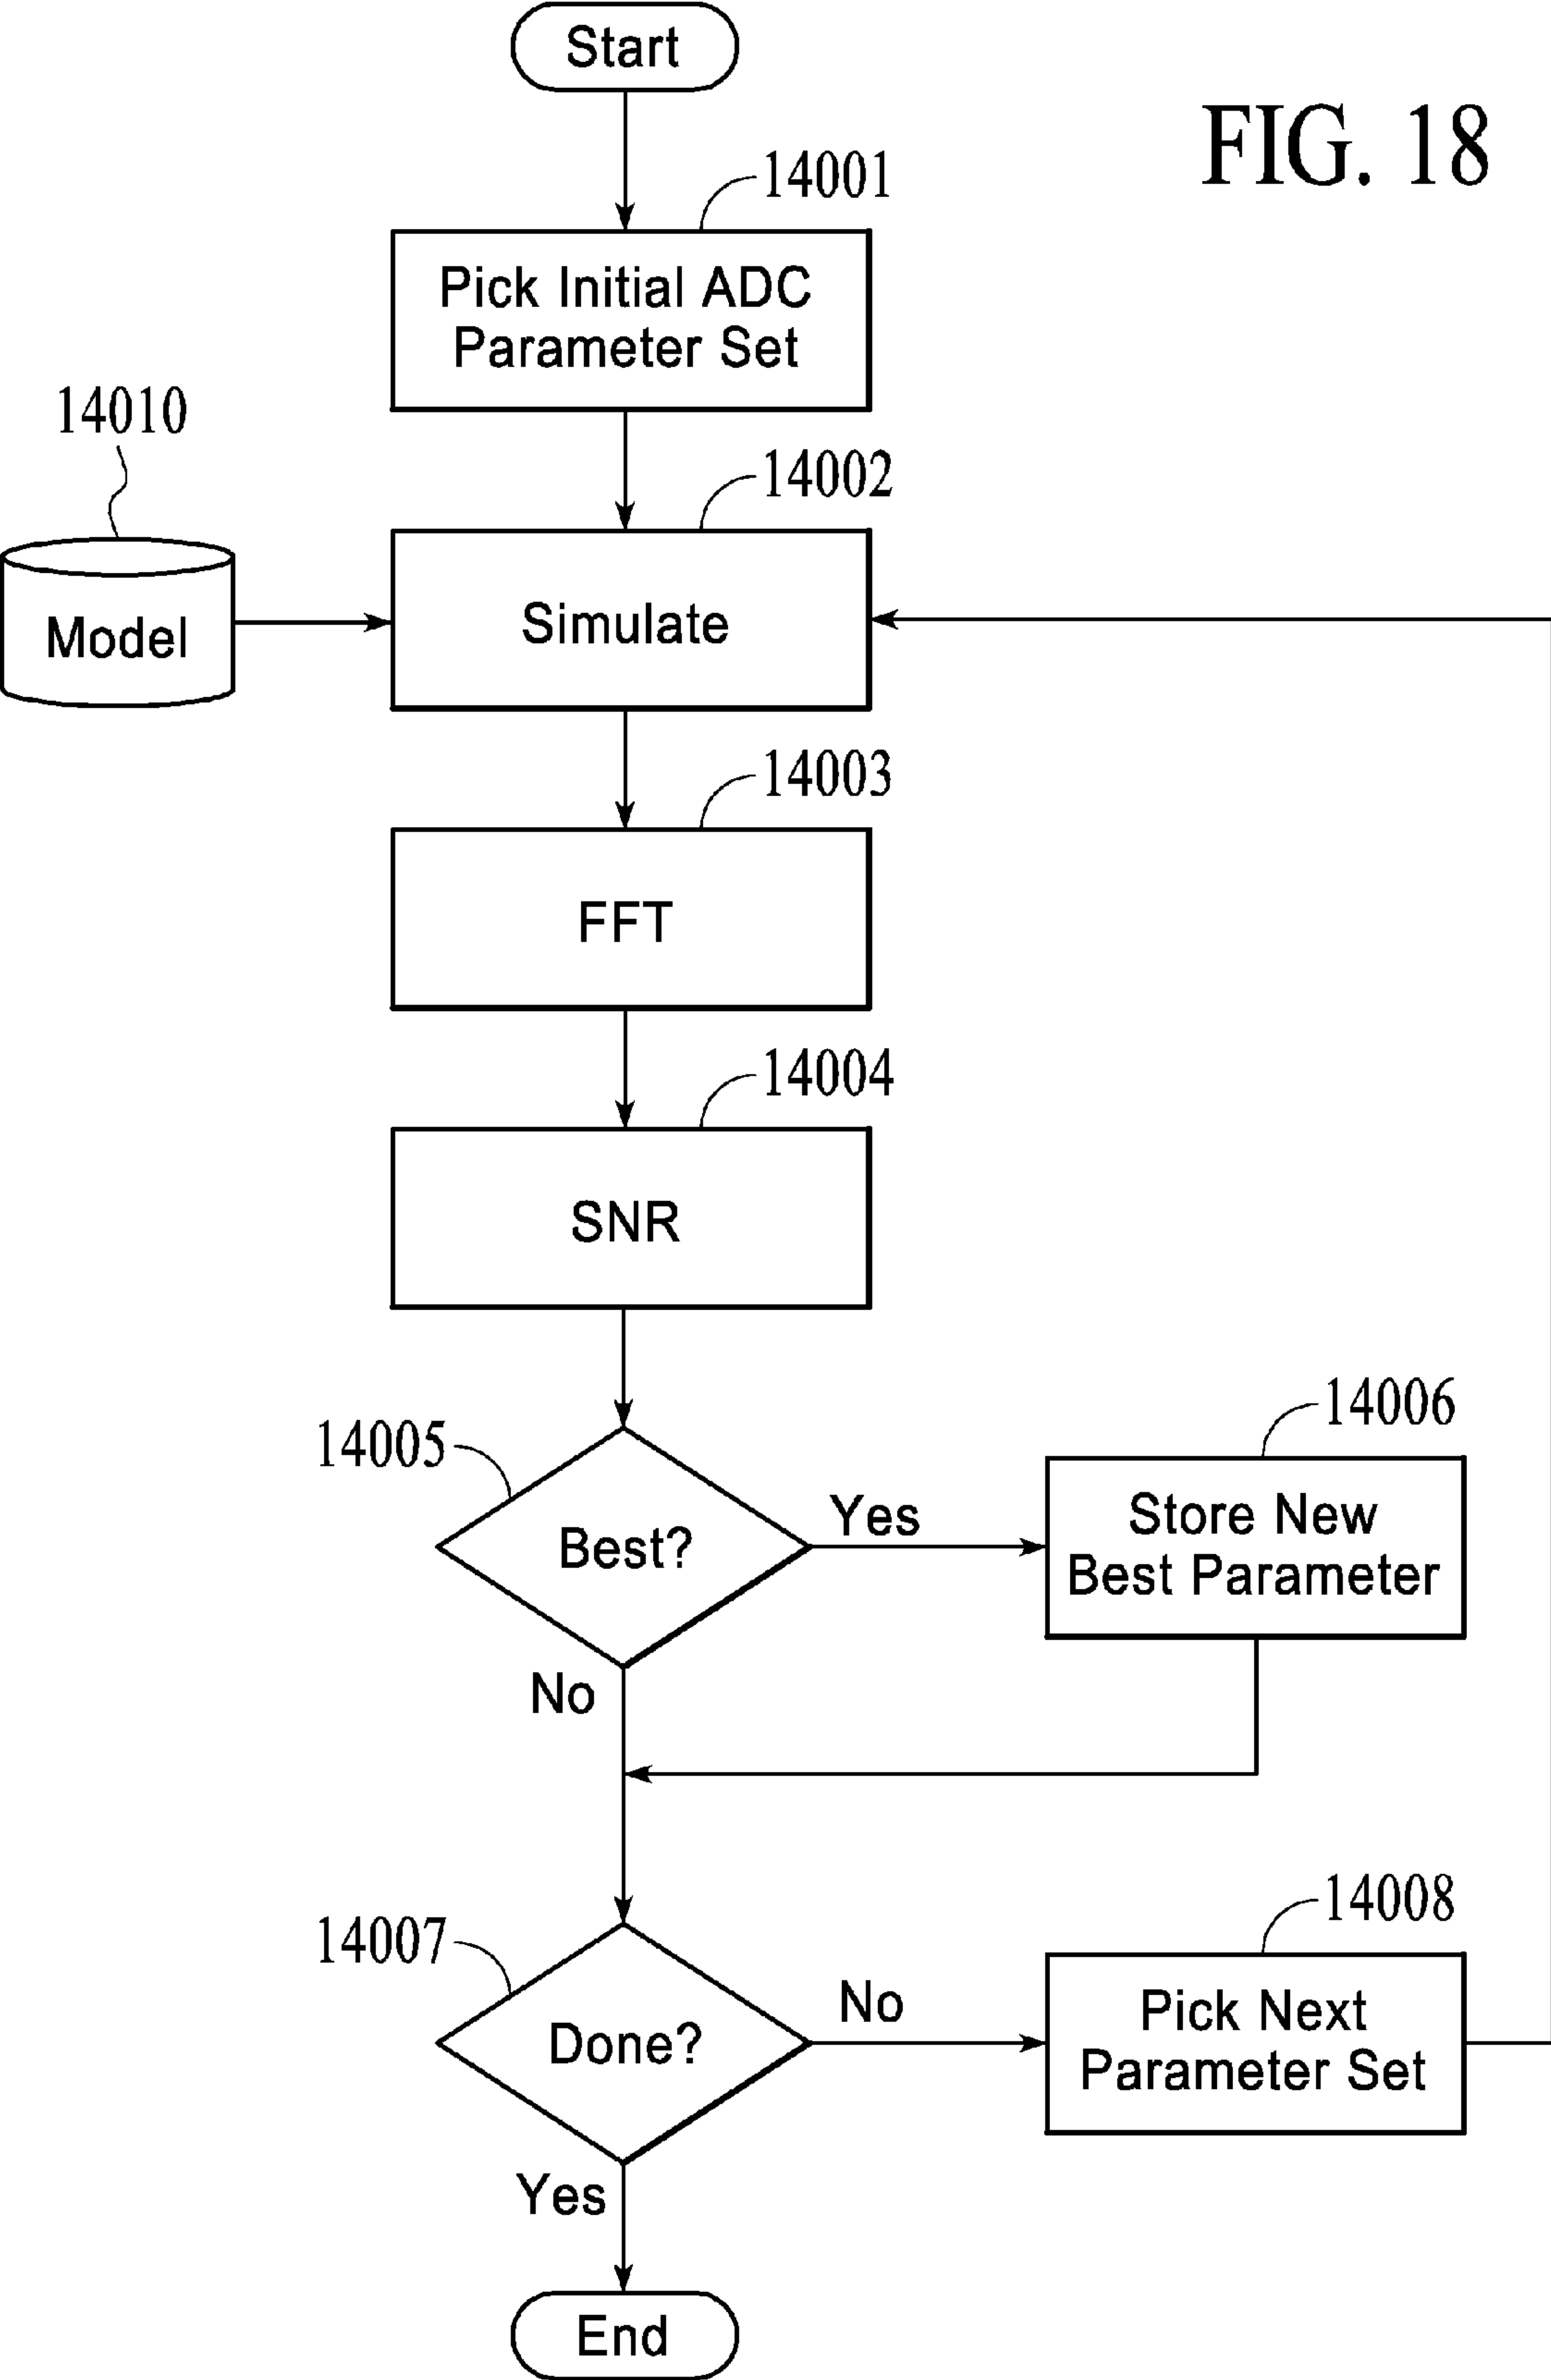 Start
FIG. 18
14001
Pick Initial ADC
Parameter Set
14010
14002
Model
Simulate
14003
FFT
14004
SNR
14005
14006
Best?
Yes
Store New
Best Parameter
No
14007
14008
Done?
No
Pick Next
Parameter Set
Yes
End